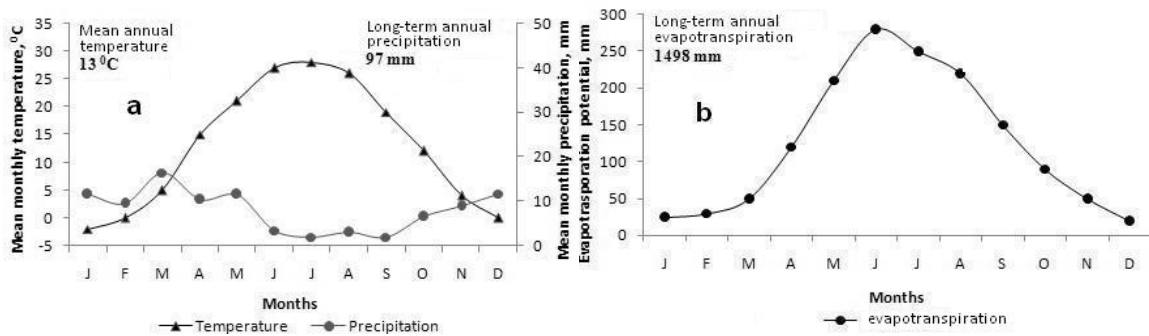 35
30
25
20
15
10
5
0
-5
Mean monthly temperature, ⁰C
Mean annual
temperature
13 ⁰C
Long-term annual
precipitation
97 mm
a
50
40
30
20
10
0
Mean monthly precipitation, mm
J F M A M J J A S O N D
Months
Temperature Precipitation
Evapotrasporation potential, mm
300
250
200
150
100
50
0
Long-term annual
evapotranspiration
1498 mm
b
J F M A M J J A S O N D
Months
evapotranspiration